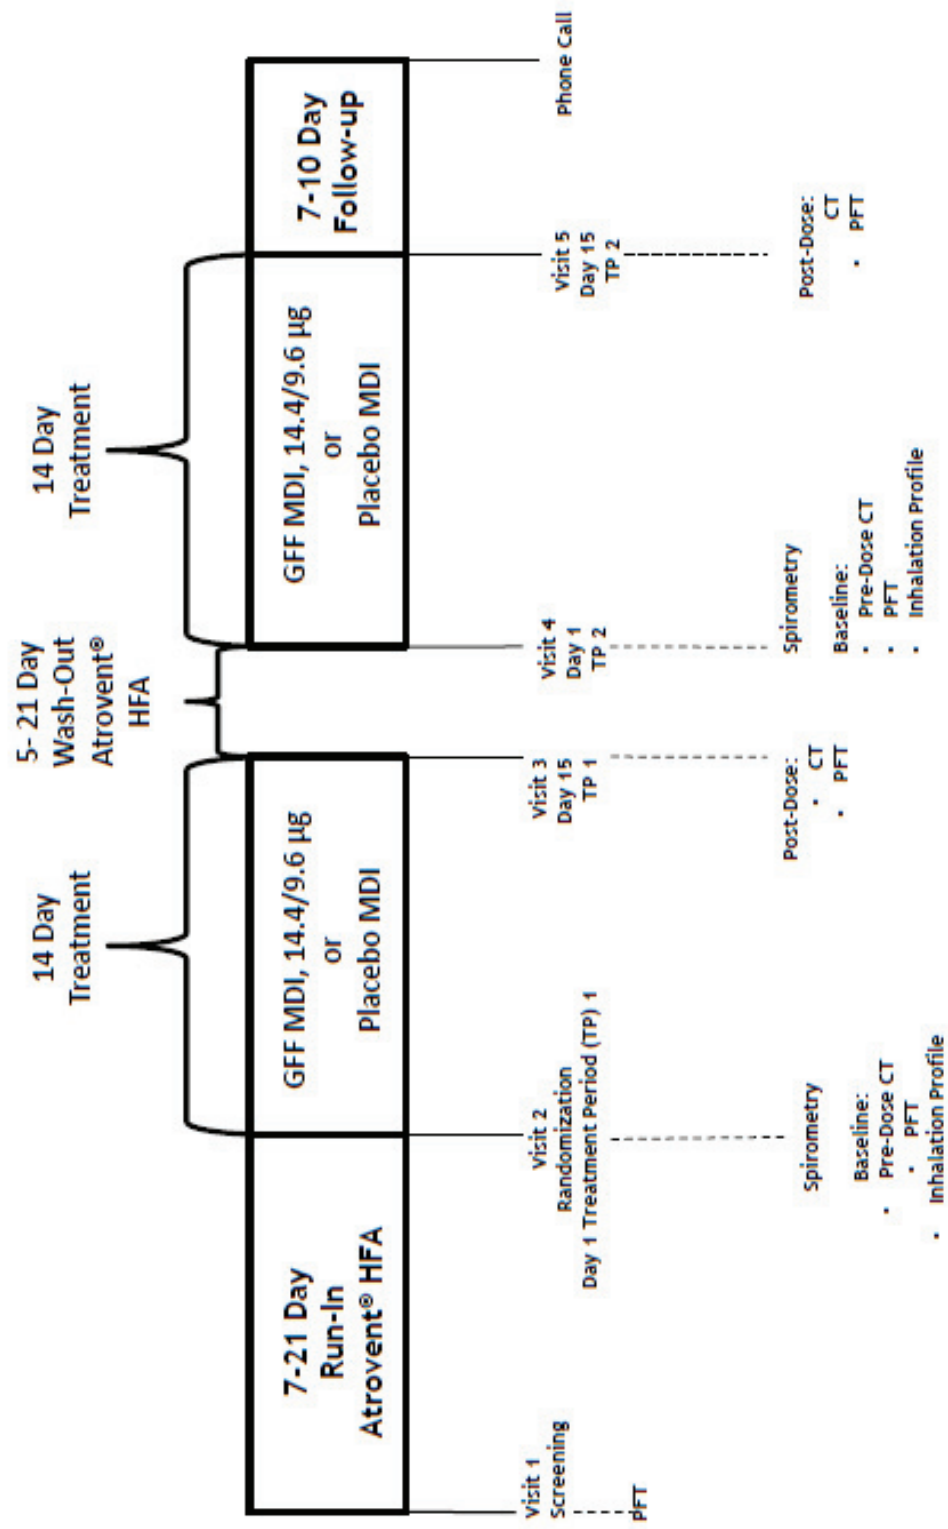 14 Day
Treatment
5- 21 Day
Wash-Out
Atrovent®
HFA
14 Day
Treatment
7-21 Day
Run-In
Atrovent® HFA
GFF MDI, 14.4/9.6 µg
or
Placebo MDI
GFF MDI, 14.4/9.6 µg
or
Placebo MDI
7-10 Day
Follow-up
Visit 1
Screening
PFT
Visit 2
Randomization
Day 1 Treatment Period (TP) 1
Spirometry
Baseline:
• Pre-Dose CT
• PFT
• Inhalation Profile
Visit 3
Day 15
TP 1
Post-Dose:
• CT
• PFT
Visit 4
Day 1
TP 2
Spirometry
Baseline:
• Pre-Dose CT
• PFT
• Inhalation Profile
Visit 5
Day 15
TP 2
Post-Dose:
CT
• PFT
Phone Call